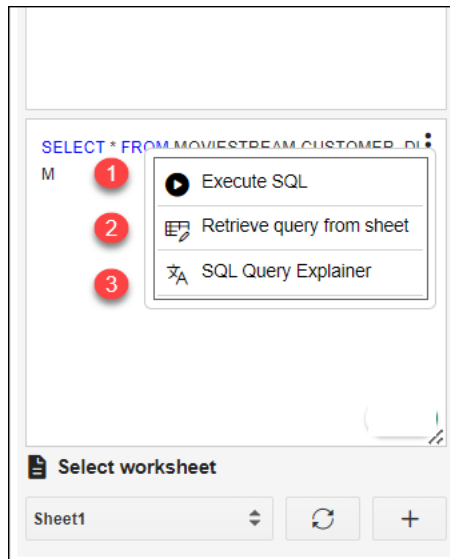 SELECT * FROM MOVIESTREAM.CUSTOMER_DI
M
1
Execute SQL
2
Retrieve query from sheet
3
SQL Query Explainer
Select worksheet
Sheet1